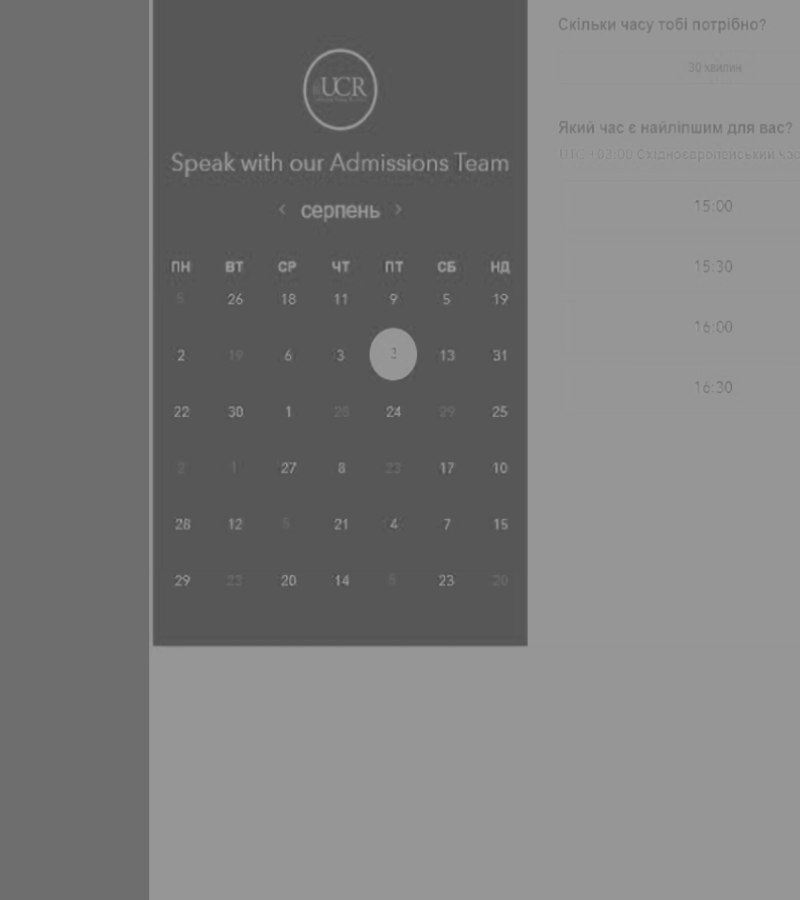 UCR
Speak with our Admissions Team
‹ серпень ›
ПН ВТ СР ЧТ ПТ СБ НД
5 26 18 11 9 5 19
2 19 6 3 2 13 31
22 30 1 28 24 29 25
2 1 27 8 23 17 10
28 12 5 21 4 7 15
29 23 20 14 5 23 20
Скільки часу тобі потрібно?
30 хвилин
Який час є найліпшим для вас?
UTC +03:00 Східноєвропейський час
15:00
15:30
16:00
16:30